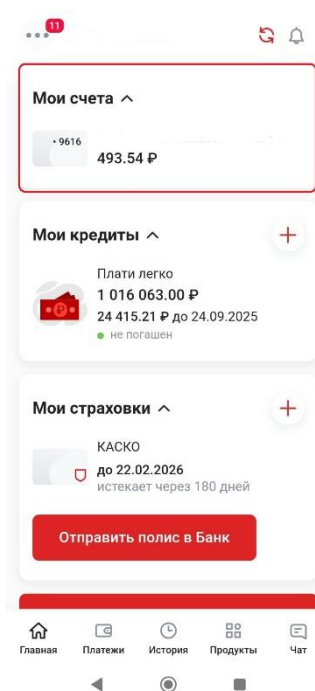 11
Мои счета
• 9616
493.54 ₽
Мои кредиты
Плати легко
1 016 063.00 ₽
24 415.21 ₽ до 24.09.2025
не погашен
Мои страховки
КАСКО
до 22.02.2026
истекает через 180 дней
Отправить полис в Банк
Главная Платежи История Продукты Чат